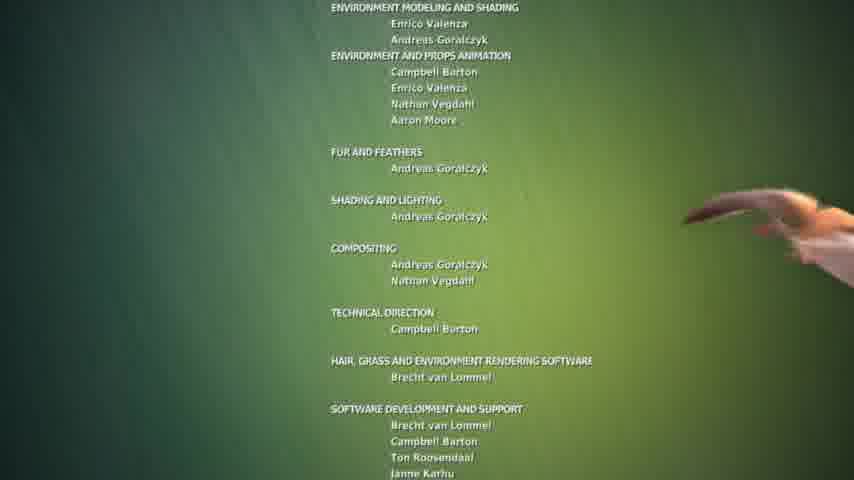 ENVIRONMENT MODELING AND SHADING
Enrico Valenza
Andreas Goralczyk
ENVIRONMENT AND PROPS ANIMATION
Campbell Barton
Enrico Valenza
Nathan Vegdahl
Aaron Moore
FUR AND FEATHERS
Andreas Goralczyk
SHADING AND LIGHTING
Andreas Goralczyk
COMPOSITING
Andreas Goralczyk
Nathan Vegdahl
TECHNICAL DIRECTION
Campbell Barton
HAIR, GRASS AND ENVIRONMENT RENDERING SOFTWARE
Brecht van Lommel
SOFTWARE DEVELOPMENT AND SUPPORT
Brecht van Lommel
Campbell Barton
Ton Roosendaal
Janne Karhu